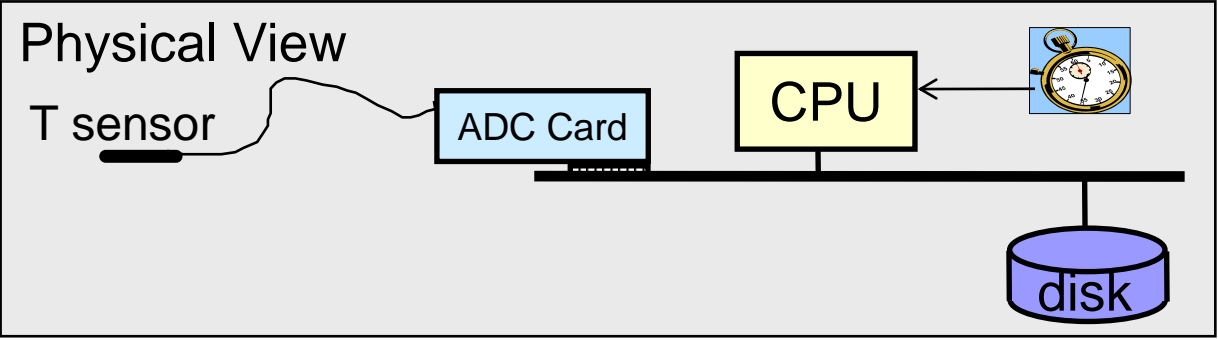 Physical View
T sensor
ADC Card
CPU
disk